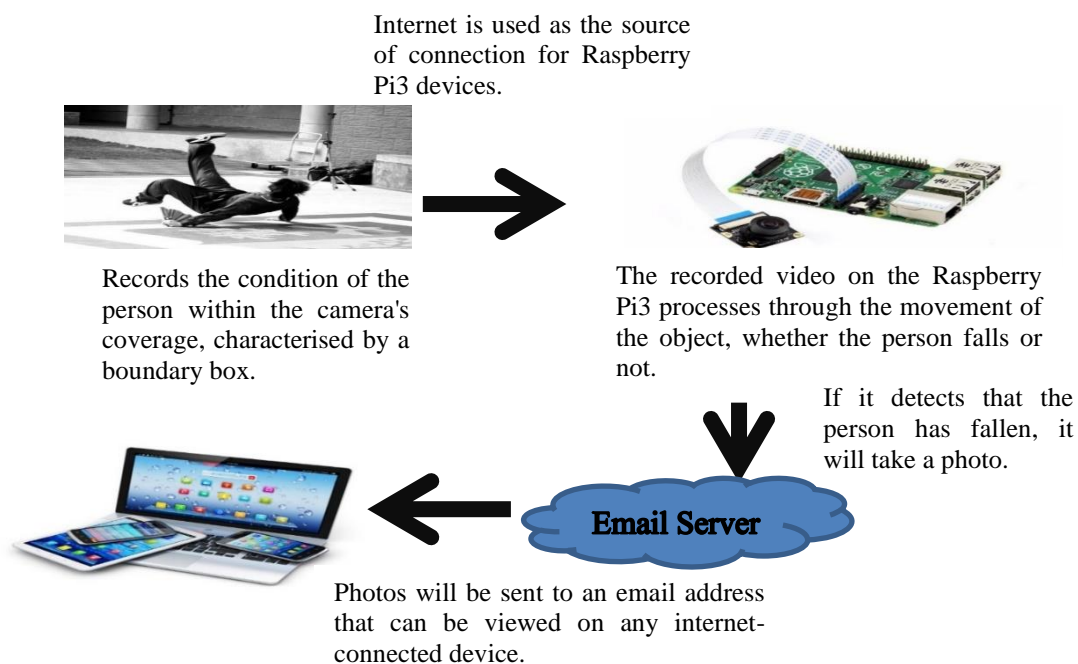 Internet is used as the source
of connection for Raspberry
Pi3 devices.
Records the condition of the
person within the camera's
coverage, characterised by a
boundary box.
The recorded video on the Raspberry
Pi3 processes through the movement of
the object, whether the person falls or
not.
If it detects that the
person has fallen, it
will take a photo.
Email Server
Photos will be sent to an email address
that can be viewed on any internet-
connected device.